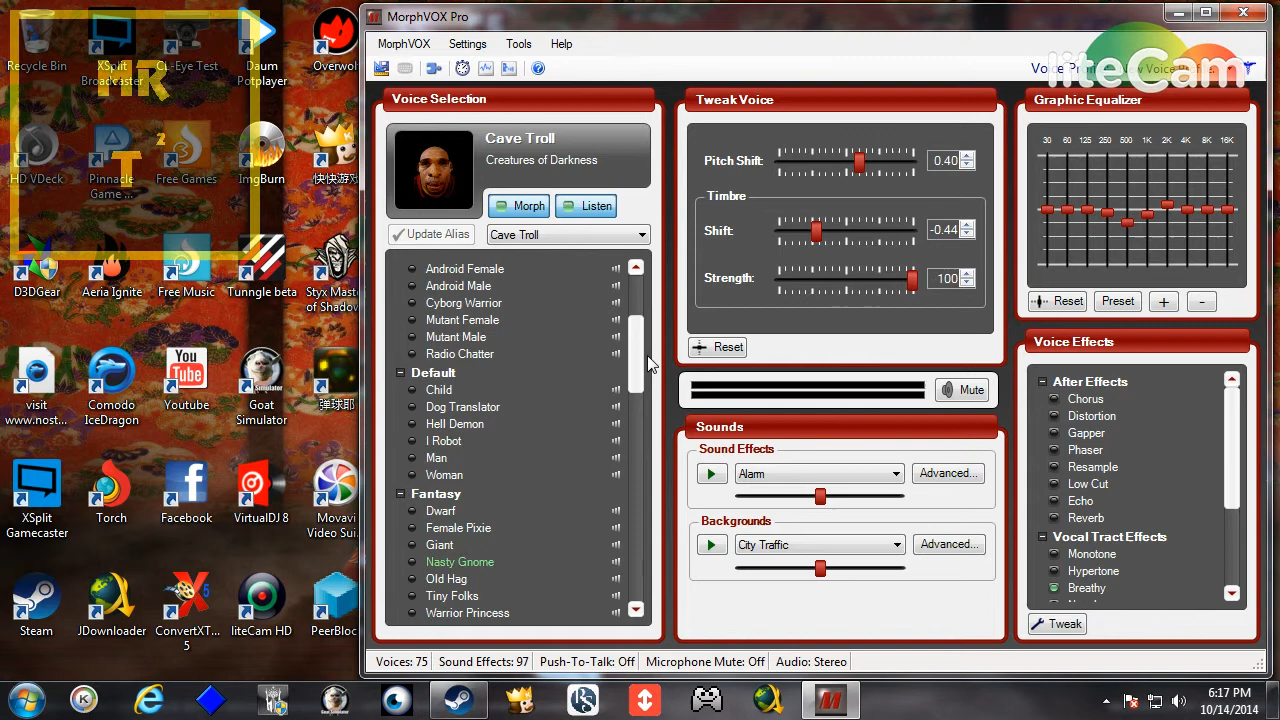 MorphVOX Pro
MorphVOX Settings Tools Help
liteCam
Voice Selection
Cave Troll
Creatures of Darkness
Morph Listen
Update Alias Cave Troll
Android Female
Android Male
Cyborg Warrior
Mutant Female
Mutant Male
Radio Chatter
Default
Child
Dog Translator
Hell Demon
I Robot
Man
Woman
Fantasy
Dwarf
Female Pixie
Giant
Nasty Gnome
Old Hag
Tiny Folks
Warrior Princess
Tweak Voice
Pitch Shift: 0.40
Timbre
Shift: -0.44
Strength: 100
Reset
Mute
Sounds
Sound Effects
Alarm Advanced...
Backgrounds
City Traffic Advanced...
Graphic Equalizer
30 60 125 250 500 1K 2K 4K 8K 16K
Reset Preset + -
Voice Effects
After Effects
Chorus
Distortion
Gapper
Phaser
Resample
Low Cut
Echo
Reverb
Vocal Tract Effects
Monotone
Hypertone
Breathy
Tweak
Voices: 75 Sound Effects: 97 Push-To-Talk: Off Microphone Mute: Off Audio: Stereo
Recycle Bin
XSplit Broadcaster
CL-Eye Test
Daum Potplayer
Overwol
HD VDeck
Pinnacle Game ...
Free Games
ImgBurn
快快游戏
D3DGear
Aeria Ignite
Free Music
Tunngle beta
Styx Mast of Shadow
visit www.nost...
Comodo IceDragon
You Tube
Youtube
Goat Simulator
弹球耶
XSplit Gamecaster
Torch
Facebook
VirtualDJ 8
Movavi Video Sui...
Steam
JDownloader
ConvertXT... 5
liteCam HD
PeerBloc
6:17 PM
10/14/2014